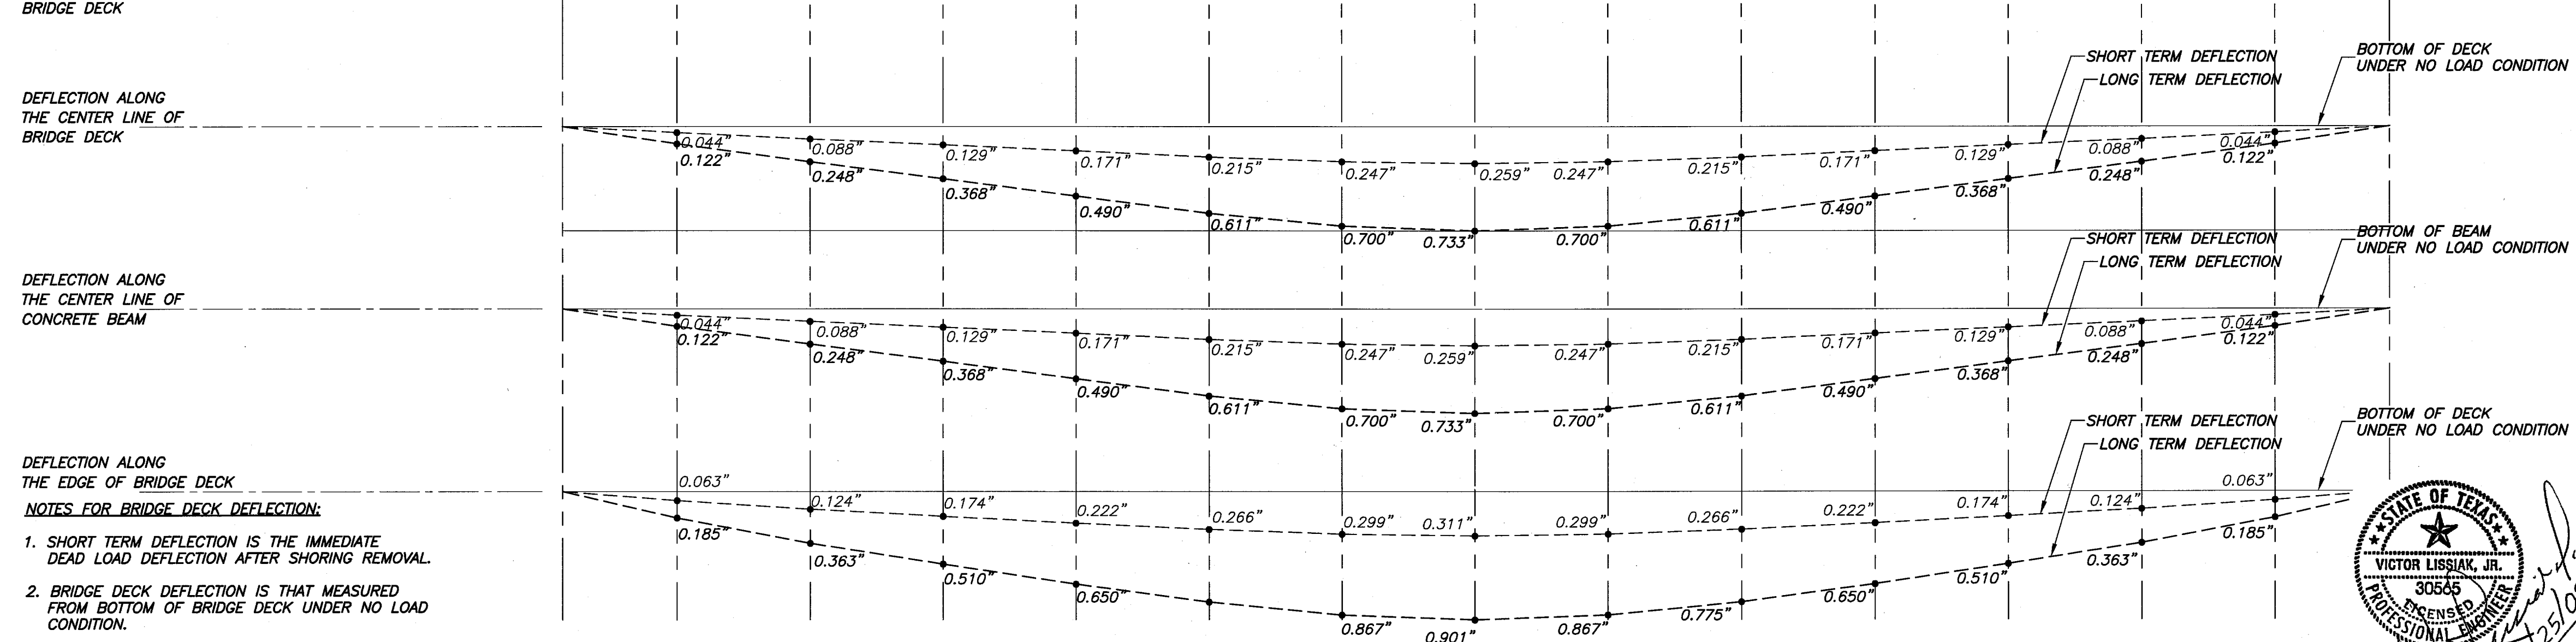 BRIDGE DECK
SHORT TERM DEFLECTION
LONG TERM DEFLECTION
BOTTOM OF DECK
UNDER NO LOAD CONDITION
DEFLECTION ALONG
THE CENTER LINE OF
BRIDGE DECK
0.044" 0.088" 0.129" 0.171" 0.215" 0.247" 0.259" 0.247" 0.215" 0.171" 0.129" 0.088" 0.044"
0.122" 0.248" 0.368" 0.490" 0.611" 0.700" 0.733" 0.700" 0.611" 0.490" 0.368" 0.248" 0.122"
SHORT TERM DEFLECTION
LONG TERM DEFLECTION
BOTTOM OF BEAM
UNDER NO LOAD CONDITION
DEFLECTION ALONG
THE CENTER LINE OF
CONCRETE BEAM
0.044" 0.088" 0.129" 0.171" 0.215" 0.247" 0.259" 0.247" 0.215" 0.171" 0.129" 0.088" 0.044"
0.122" 0.248" 0.368" 0.490" 0.611" 0.700" 0.733" 0.700" 0.611" 0.490" 0.368" 0.248" 0.122"
SHORT TERM DEFLECTION
LONG TERM DEFLECTION
BOTTOM OF DECK
UNDER NO LOAD CONDITION
DEFLECTION ALONG
THE EDGE OF BRIDGE DECK
0.063" 0.124" 0.174" 0.222" 0.266" 0.299" 0.311" 0.299" 0.266" 0.222" 0.174" 0.124" 0.063"
0.185" 0.363" 0.510" 0.650" 0.867" 0.901" 0.867" 0.775" 0.650" 0.510" 0.363" 0.185"
NOTES FOR BRIDGE DECK DEFLECTION:
1. SHORT TERM DEFLECTION IS THE IMMEDIATE
DEAD LOAD DEFLECTION AFTER SHORING REMOVAL.
2. BRIDGE DECK DEFLECTION IS THAT MEASURED
FROM BOTTOM OF BRIDGE DECK UNDER NO LOAD
CONDITION.
STATE OF TEXAS
VICTOR LISSIAK, JR.
30565
LICENSED
PROFESSIONAL ENGINEER